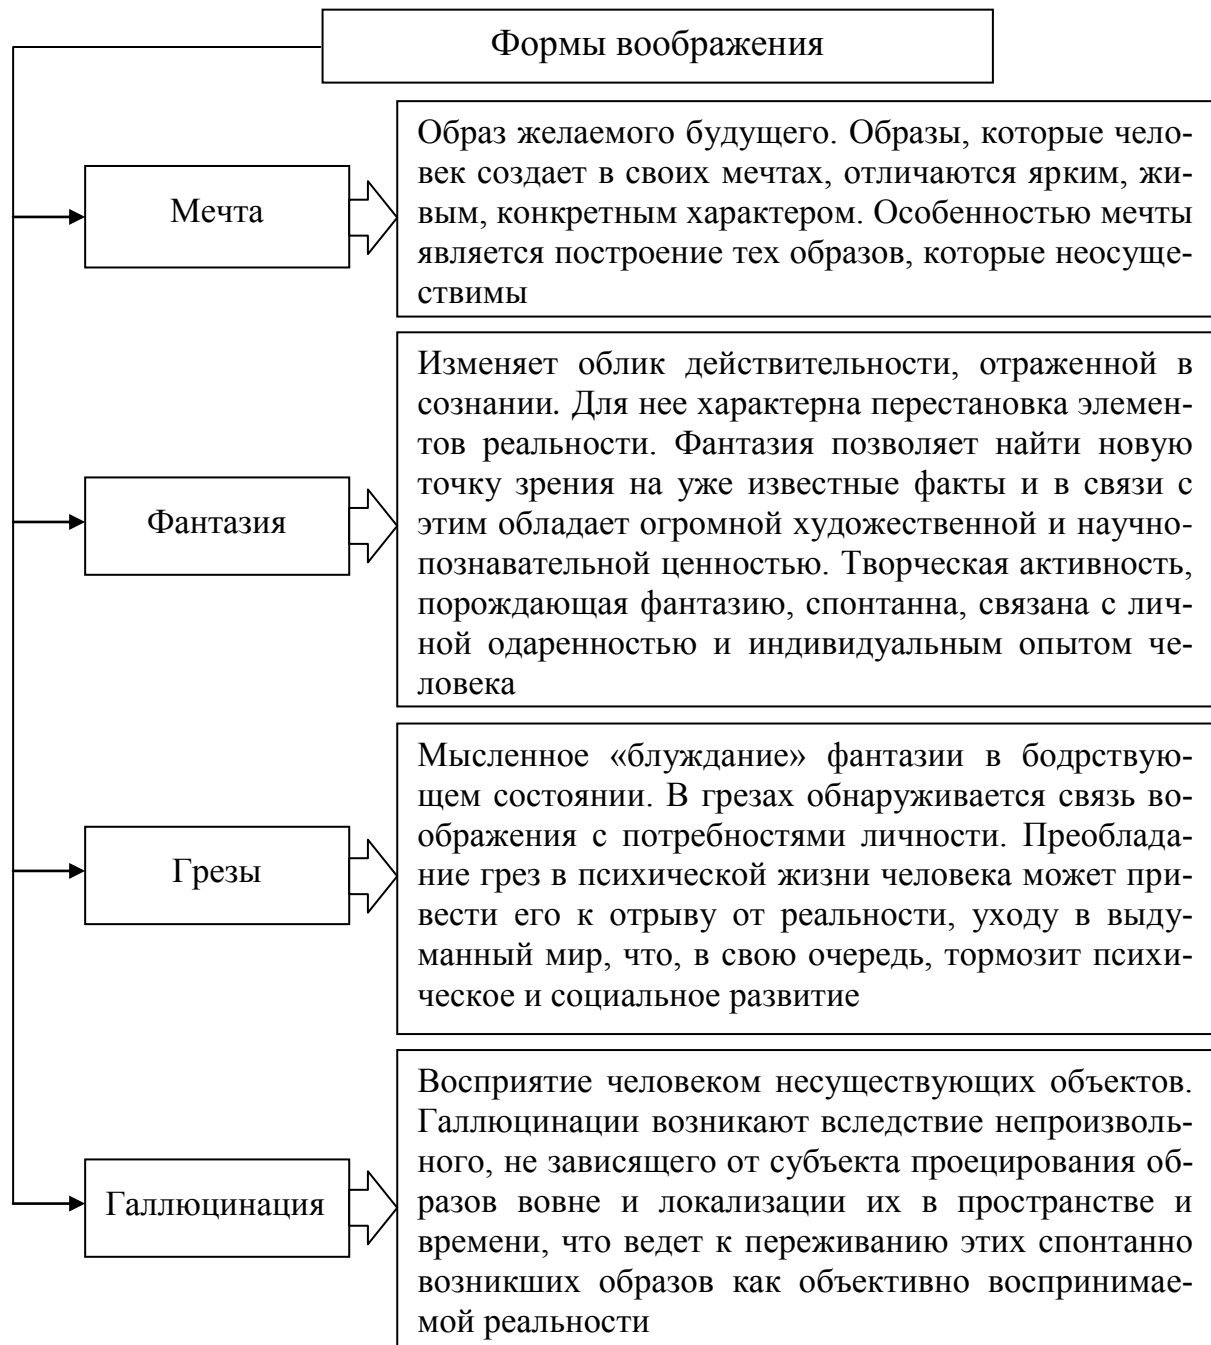 Формы воображения
Мечта
Образ желаемого будущего. Образы, которые чело-
век создает в своих мечтах, отличаются ярким, жи-
вым, конкретным характером. Особенностью мечты
является построение тех образов, которые неосуще-
ствимы
Фантазия
Изменяет облик действительности, отраженной в
сознании. Для нее характерна перестановка элемен-
тов реальности. Фантазия позволяет найти новую
точку зрения на уже известные факты и в связи с
этим обладает огромной художественной и научно-
познавательной ценностью. Творческая активность,
порождающая фантазию, спонтанна, связана с лич-
ной одаренностью и индивидуальным опытом че-
ловека
Грезы
Мысленное «блуждание» фантазии в бодрствую-
щем состоянии. В грезах обнаруживается связь во-
ображения с потребностями личности. Преоблада-
ние грез в психической жизни человека может при-
вести его к отрыву от реальности, уходу в выду-
манный мир, что, в свою очередь, тормозит психи-
ческое и социальное развитие
Галлюцинация
Восприятие человеком несуществующих объектов.
Галлюцинации возникают вследствие непроизволь-
ного, не зависящего от субъекта проецирования об-
разов вовне и локализации их в пространстве и
времени, что ведет к переживанию этих спонтанно
возникших образов как объективно воспринимае-
мой реальности